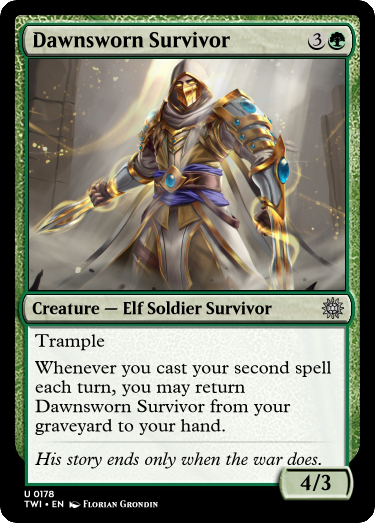 Dawnsworn Survivor 3
Creature — Elf Soldier Survivor
Trample
Whenever you cast your second spell
each turn, you may return
Dawnsworn Survivor from your
graveyard to your hand.
His story ends only when the war does.
4/3
U 0178
TWI • EN Florian Grondin